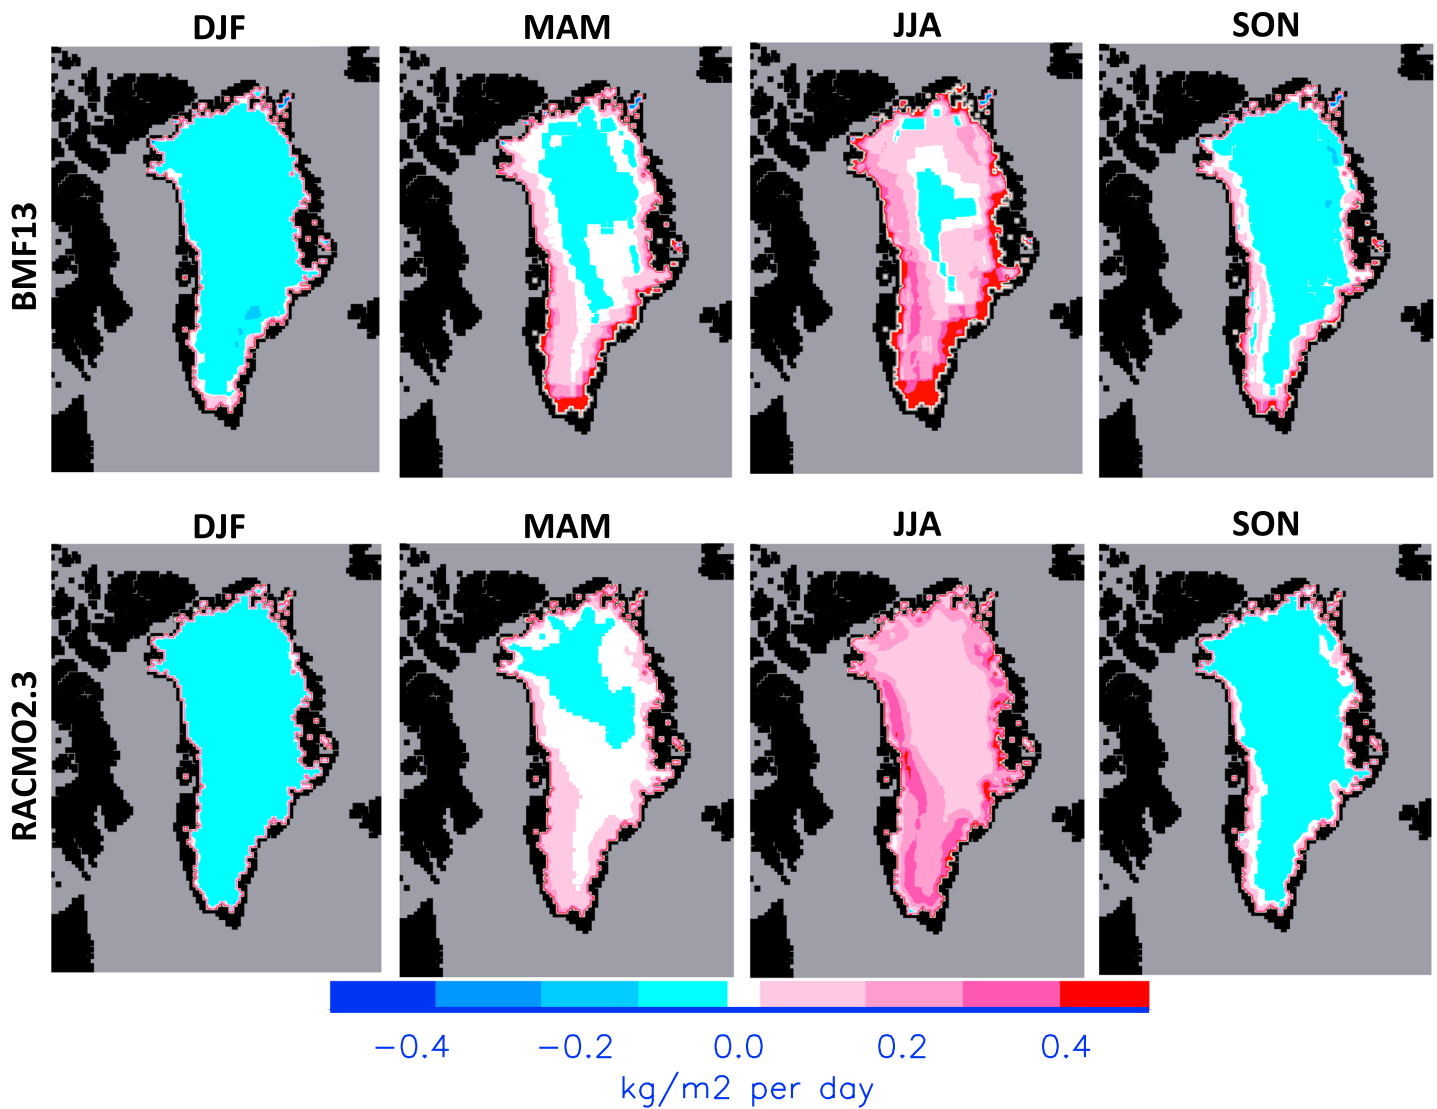 DJF MAM JJA SON
BMF13
DJF MAM JJA SON
RACMO2.3
−0.4 −0.2 0.0 0.2 0.4
kg/m2 per day